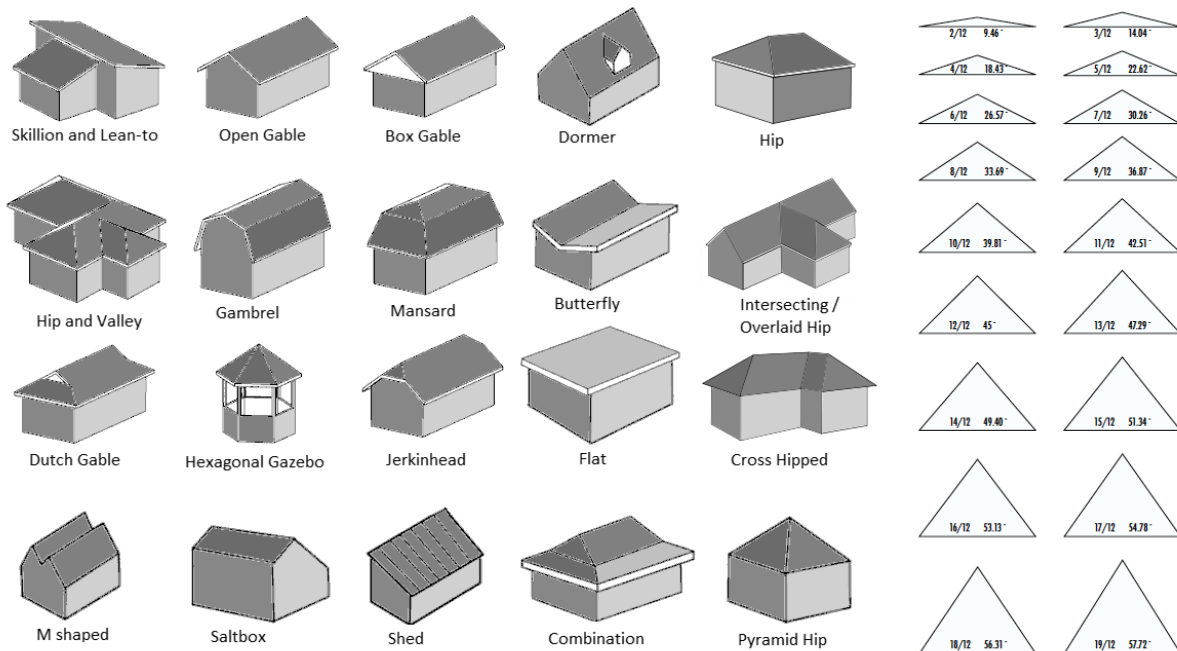 Skillion and Lean-to
Open Gable
Box Gable
Dormer
Hip
Hip and Valley
Gambrel
Mansard
Butterfly
Intersecting /
Overlaid Hip
Dutch Gable
Hexagonal Gazebo
Jerkinhead
Flat
Cross Hipped
M shaped
Saltbox
Shed
Combination
Pyramid Hip
2/12 9.46-
3/12 14.04-
4/12 18.43-
5/12 22.62-
6/12 26.57-
7/12 30.26-
8/12 33.69-
9/12 36.87-
10/12 39.81-
11/12 42.51-
12/12 45-
13/12 47.29-
14/12 49.40-
15/12 51.34-
16/12 53.13-
17/12 54.78-
18/12 56.31-
19/12 57.72-